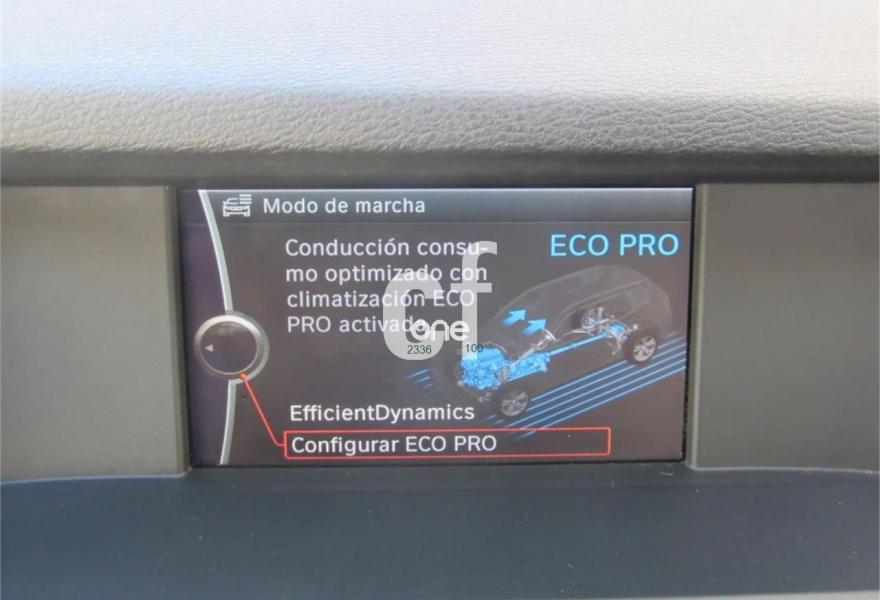 Modo de marcha
ECO PRO
Conducción consu-
mo optimizado con
climatización ECO
PRO activada.
cf
one
2336 100
EfficientDynamics
Configurar ECO PRO